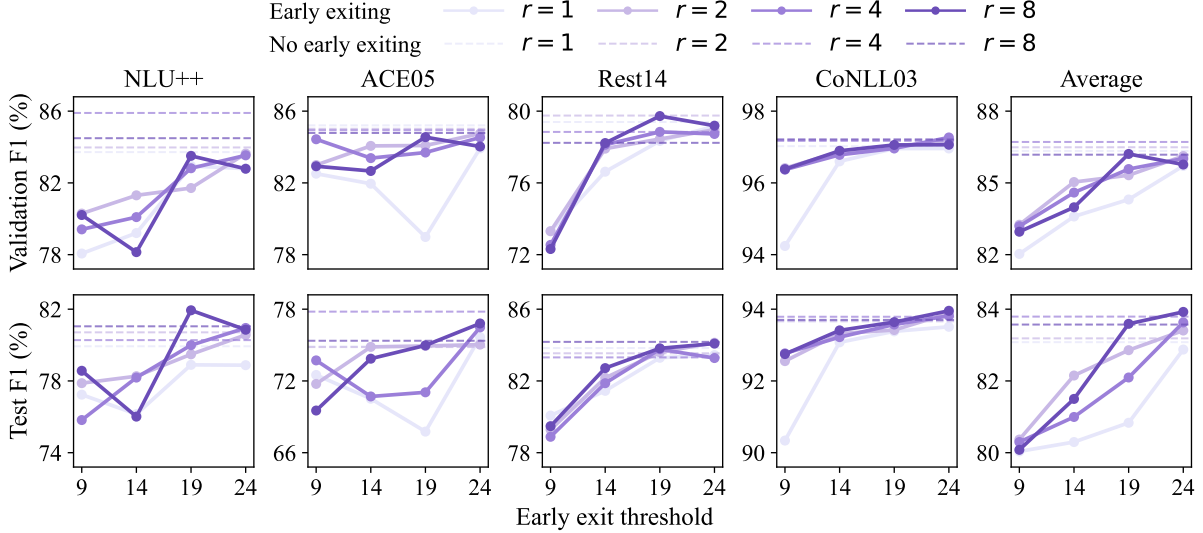 Early exiting r = 1 r = 2 r = 4 r = 8
No early exiting r = 1 r = 2 r = 4 r = 8
NLU++ ACE05 Rest14 CoNLL03 Average
Validation F1 (%)
86 82 78
86 82 78
80 76 72
98 96 94
88 85 82
Test F1 (%)
82 78 74
78 72 66
86 82 78
94 92 90
84 82 80
9 14 19 24 9 14 19 24 9 14 19 24 9 14 19 24 9 14 19 24
Early exit threshold